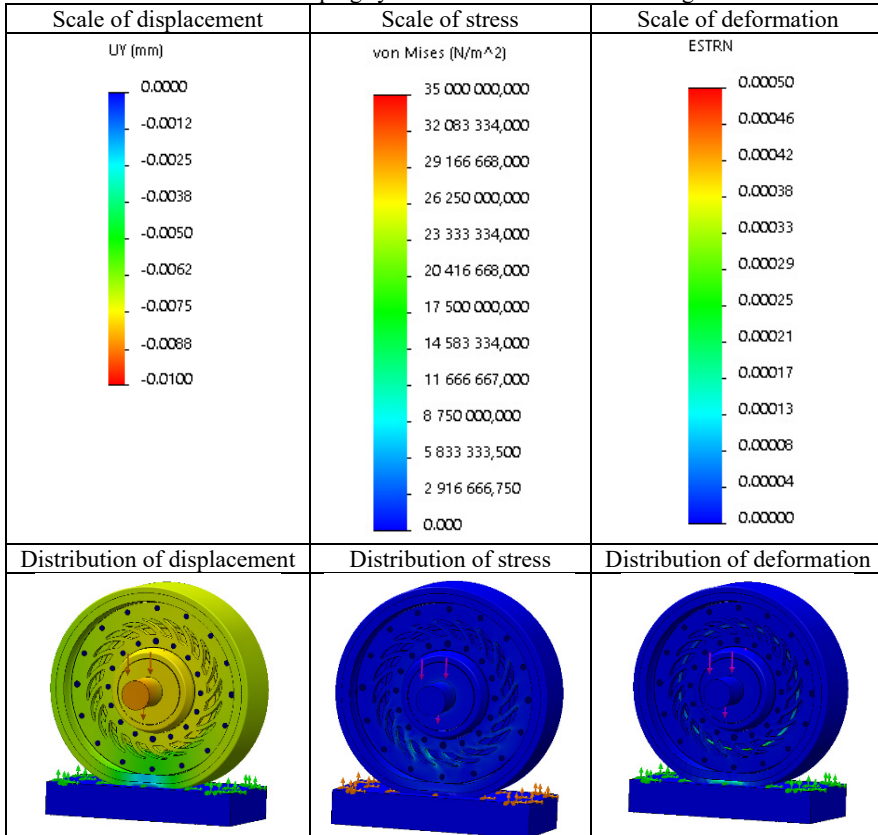 Scale of displacement
Scale of stress
Scale of deformation
UY (mm)
0.0000
-0.0012
-0.0025
-0.0038
-0.0050
-0.0062
-0.0075
-0.0088
-0.0100
von Mises (N/m^2)
35 000 000,000
32 083 334,000
29 166 668,000
26 250 000,000
23 333 334,000
20 416 668,000
17 500 000,000
14 583 334,000
11 666 667,000
8 750 000,000
5 833 333,500
2 916 666,750
0.000
ESTRN
0.00050
0.00046
0.00042
0.00038
0.00033
0.00029
0.00025
0.00021
0.00017
0.00013
0.00008
0.00004
0.00000
Distribution of displacement
Distribution of stress
Distribution of deformation